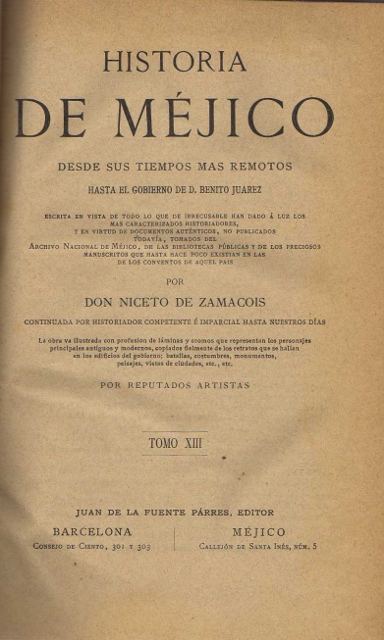 HISTORIA
DE MÉJICO
DESDE SUS TIEMPOS MAS REMOTOS
HASTA EL GOBIERNO DE D. BENITO JUAREZ
ESCRITA EN VISTA DE TODO LO QUE DE IRRECUSABLE HAN DADO Á LUZ LOS
MAS CARACTERIZADOS HISTORIADORES,
Y EN VIRTUD DE DOCUMENTOS AUTÉNTICOS, NO PUBLICADOS
TODAVÍA, TOMADOS DEL
ARCHIVO NACIONAL DE MÉJICO, DE LAS BIBLIOTECAS PÚBLICAS Y DE LOS PRECIOSOS
MANUSCRITOS QUE HASTA HACE POCO EXISTIAN EN LAS
DE LOS CONVENTOS DE AQUEL PAIS
POR
DON NICETO DE ZAMACOIS
CONTINUADA POR HISTORIADOR COMPETENTE É IMPARCIAL HASTA NUESTROS DÍAS
La obra va ilustrada con profusion de láminas y cromos que representan los personajes
principales antiguos y modernos, copiados fielmente de los retratos que se hallan
en los edificios del gobierno; batallas, costumbres, monumentos,
paisajes, vistas de ciudades, etc., etc.
POR REPUTADOS ARTISTAS
TOMO XIII
JUAN DE LA FUENTE PÁRRES, EDITOR
BARCELONA
CONSEJO DE CIENTO, 301 Y 303
MÉJICO
CALLEJÓN DE SANTA INÉS, NÚM. 5